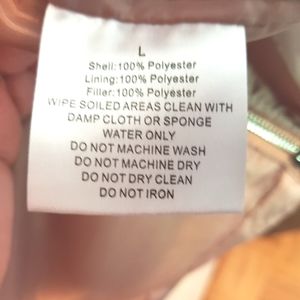 L
Shell:100% Polyester
Lining:100% Polyester
Filler:100% Polyester
WIPE SOILED AREAS CLEAN WITH
DAMP CLOTH OR SPONGE
WATER ONLY
DO NOT MACHINE WASH
DO NOT MACHINE DRY
DO NOT DRY CLEAN
DO NOT IRON